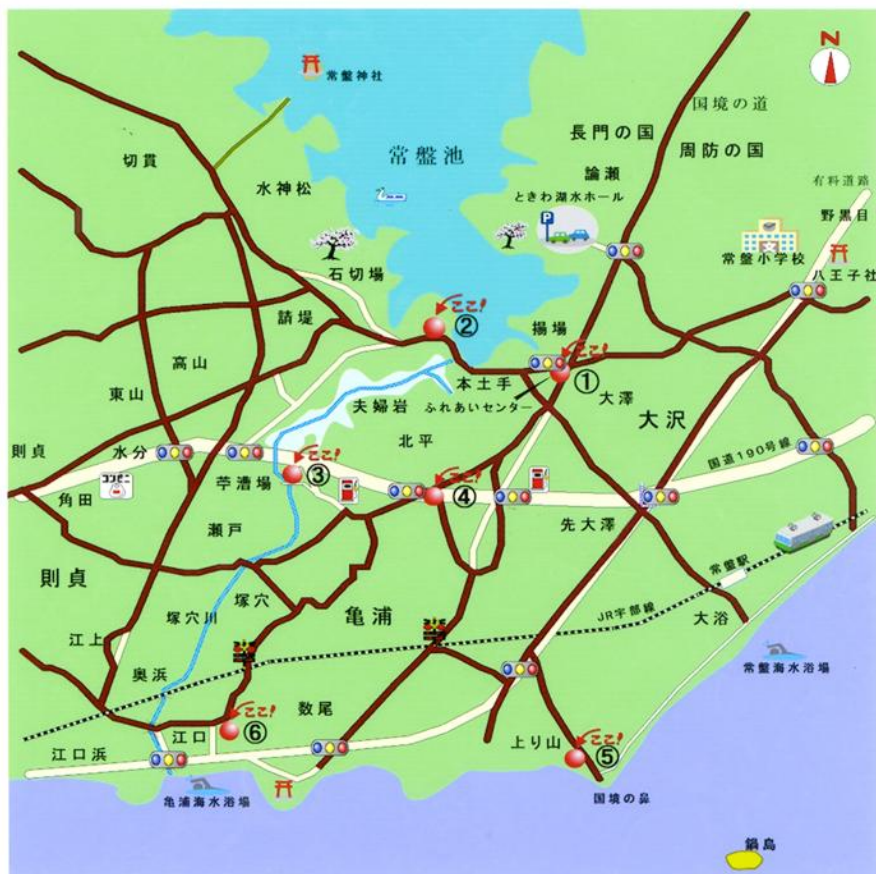 N
常盤神社
国境の道
長門の国
周防の国
切貫
常盤池
論瀬
水神松
ときわ湖水ホール
P
有料道路
野黒目
常盤小学校
文
八王子社
石切場
請堤
ここ!
②
揚場
ここ!
①
高山
東山
本土手
ふれあいセンター
大澤
夫婦岩
大沢
北平
則貞
水分
国道190号線
コンビニ
角田
ここ!
③
ここ!
④
苧漕場
瀬戸
先大澤
則貞
塚穴
塚穴川
亀浦
常盤駅
JR宇部線
大浴
江上
奥浜
常盤海水浴場
数尾
ここ!
⑥
江口
江口浜
上り山
ここ!
⑤
亀浦海水浴場
国境の鼻
鍋島